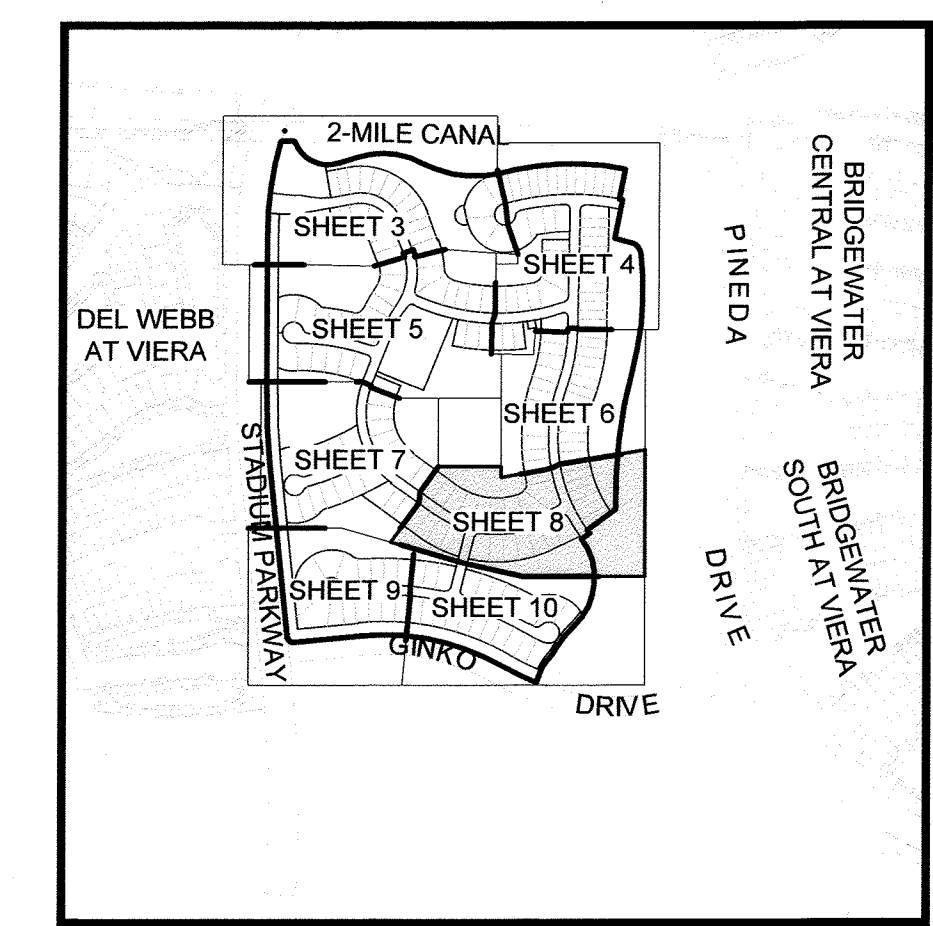 2-MILE CANAL
BRIDGEWATER
CENTRAL AT VIERA
SHEET 3
PINEDA
SHEET 4
DEL WEBB
AT VIERA
SHEET 5
SHEET 6
STADIUM PARKWAY
SHEET 7
BRIDGEWATER
SOUTH AT VIERA
SHEET 8
DRIVE
SHEET 9
SHEET 10
GINKO
DRIVE